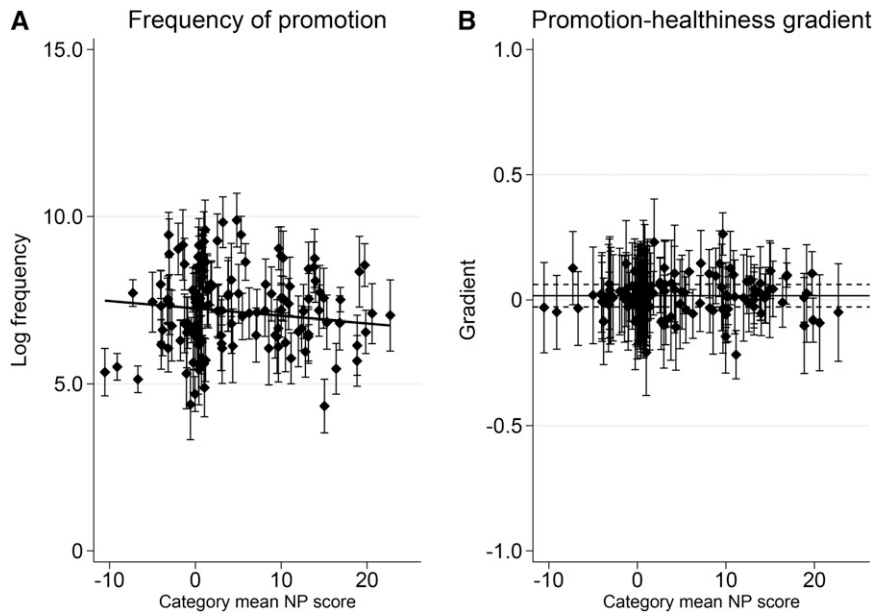 A Frequency of promotion
15.0
10.0
5.0
0
Log frequency
-10 0 10 20
Category mean NP score
B Promotion-healthiness gradient
1.0
0.5
0
-0.5
-1.0
Gradient
-10 0 10 20
Category mean NP score